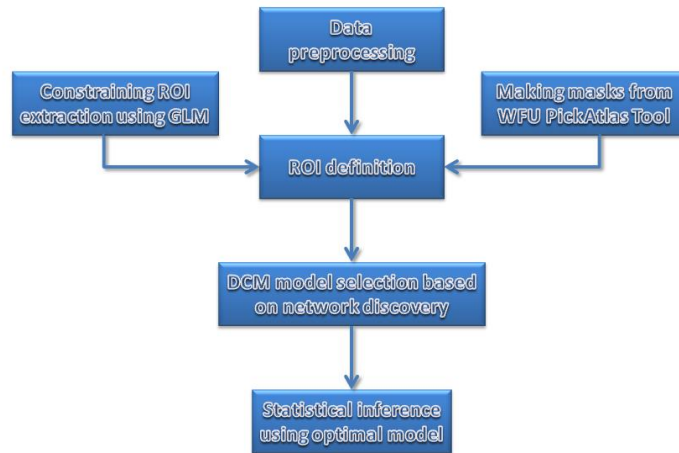 Data
preprocessing
Constraining ROI
extraction using GLM
Making masks from
WFU PickAtlas Tool
ROI definition
DCM model selection based
on network discovery
Statistical inference
using optimal model